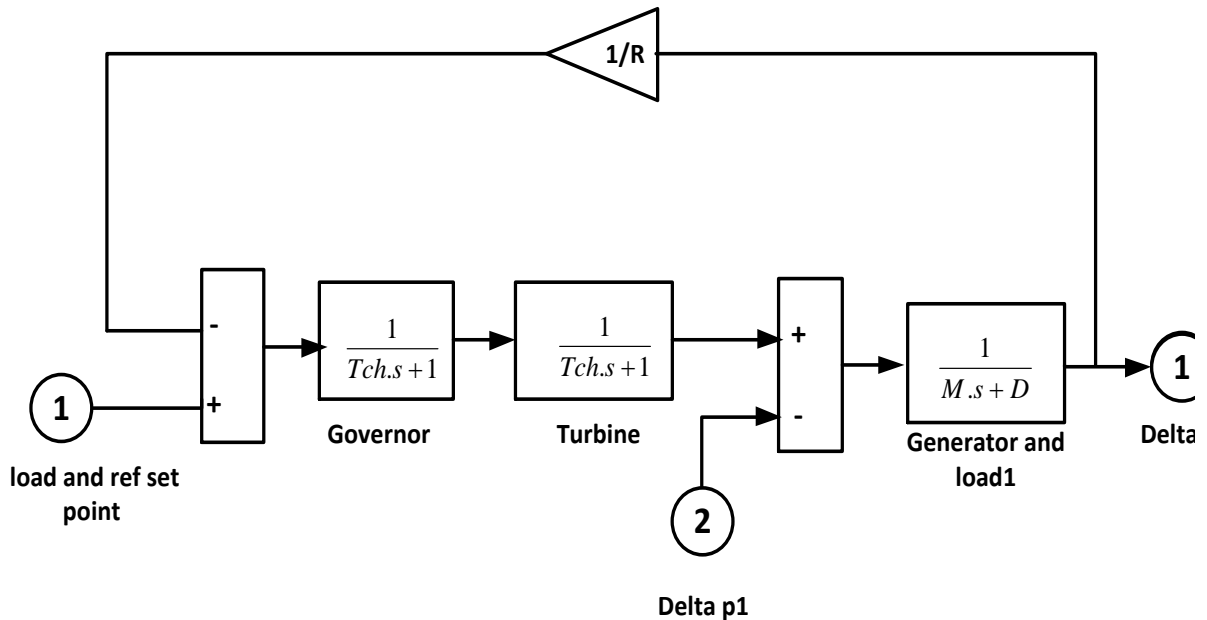 1/R
-
+
1
load and ref set
point
1
Tch.s + 1
Governor
1
Tch.s + 1
Turbine
+
-
2
Delta p1
1
M .s + D
Generator and
load1
1
Delta